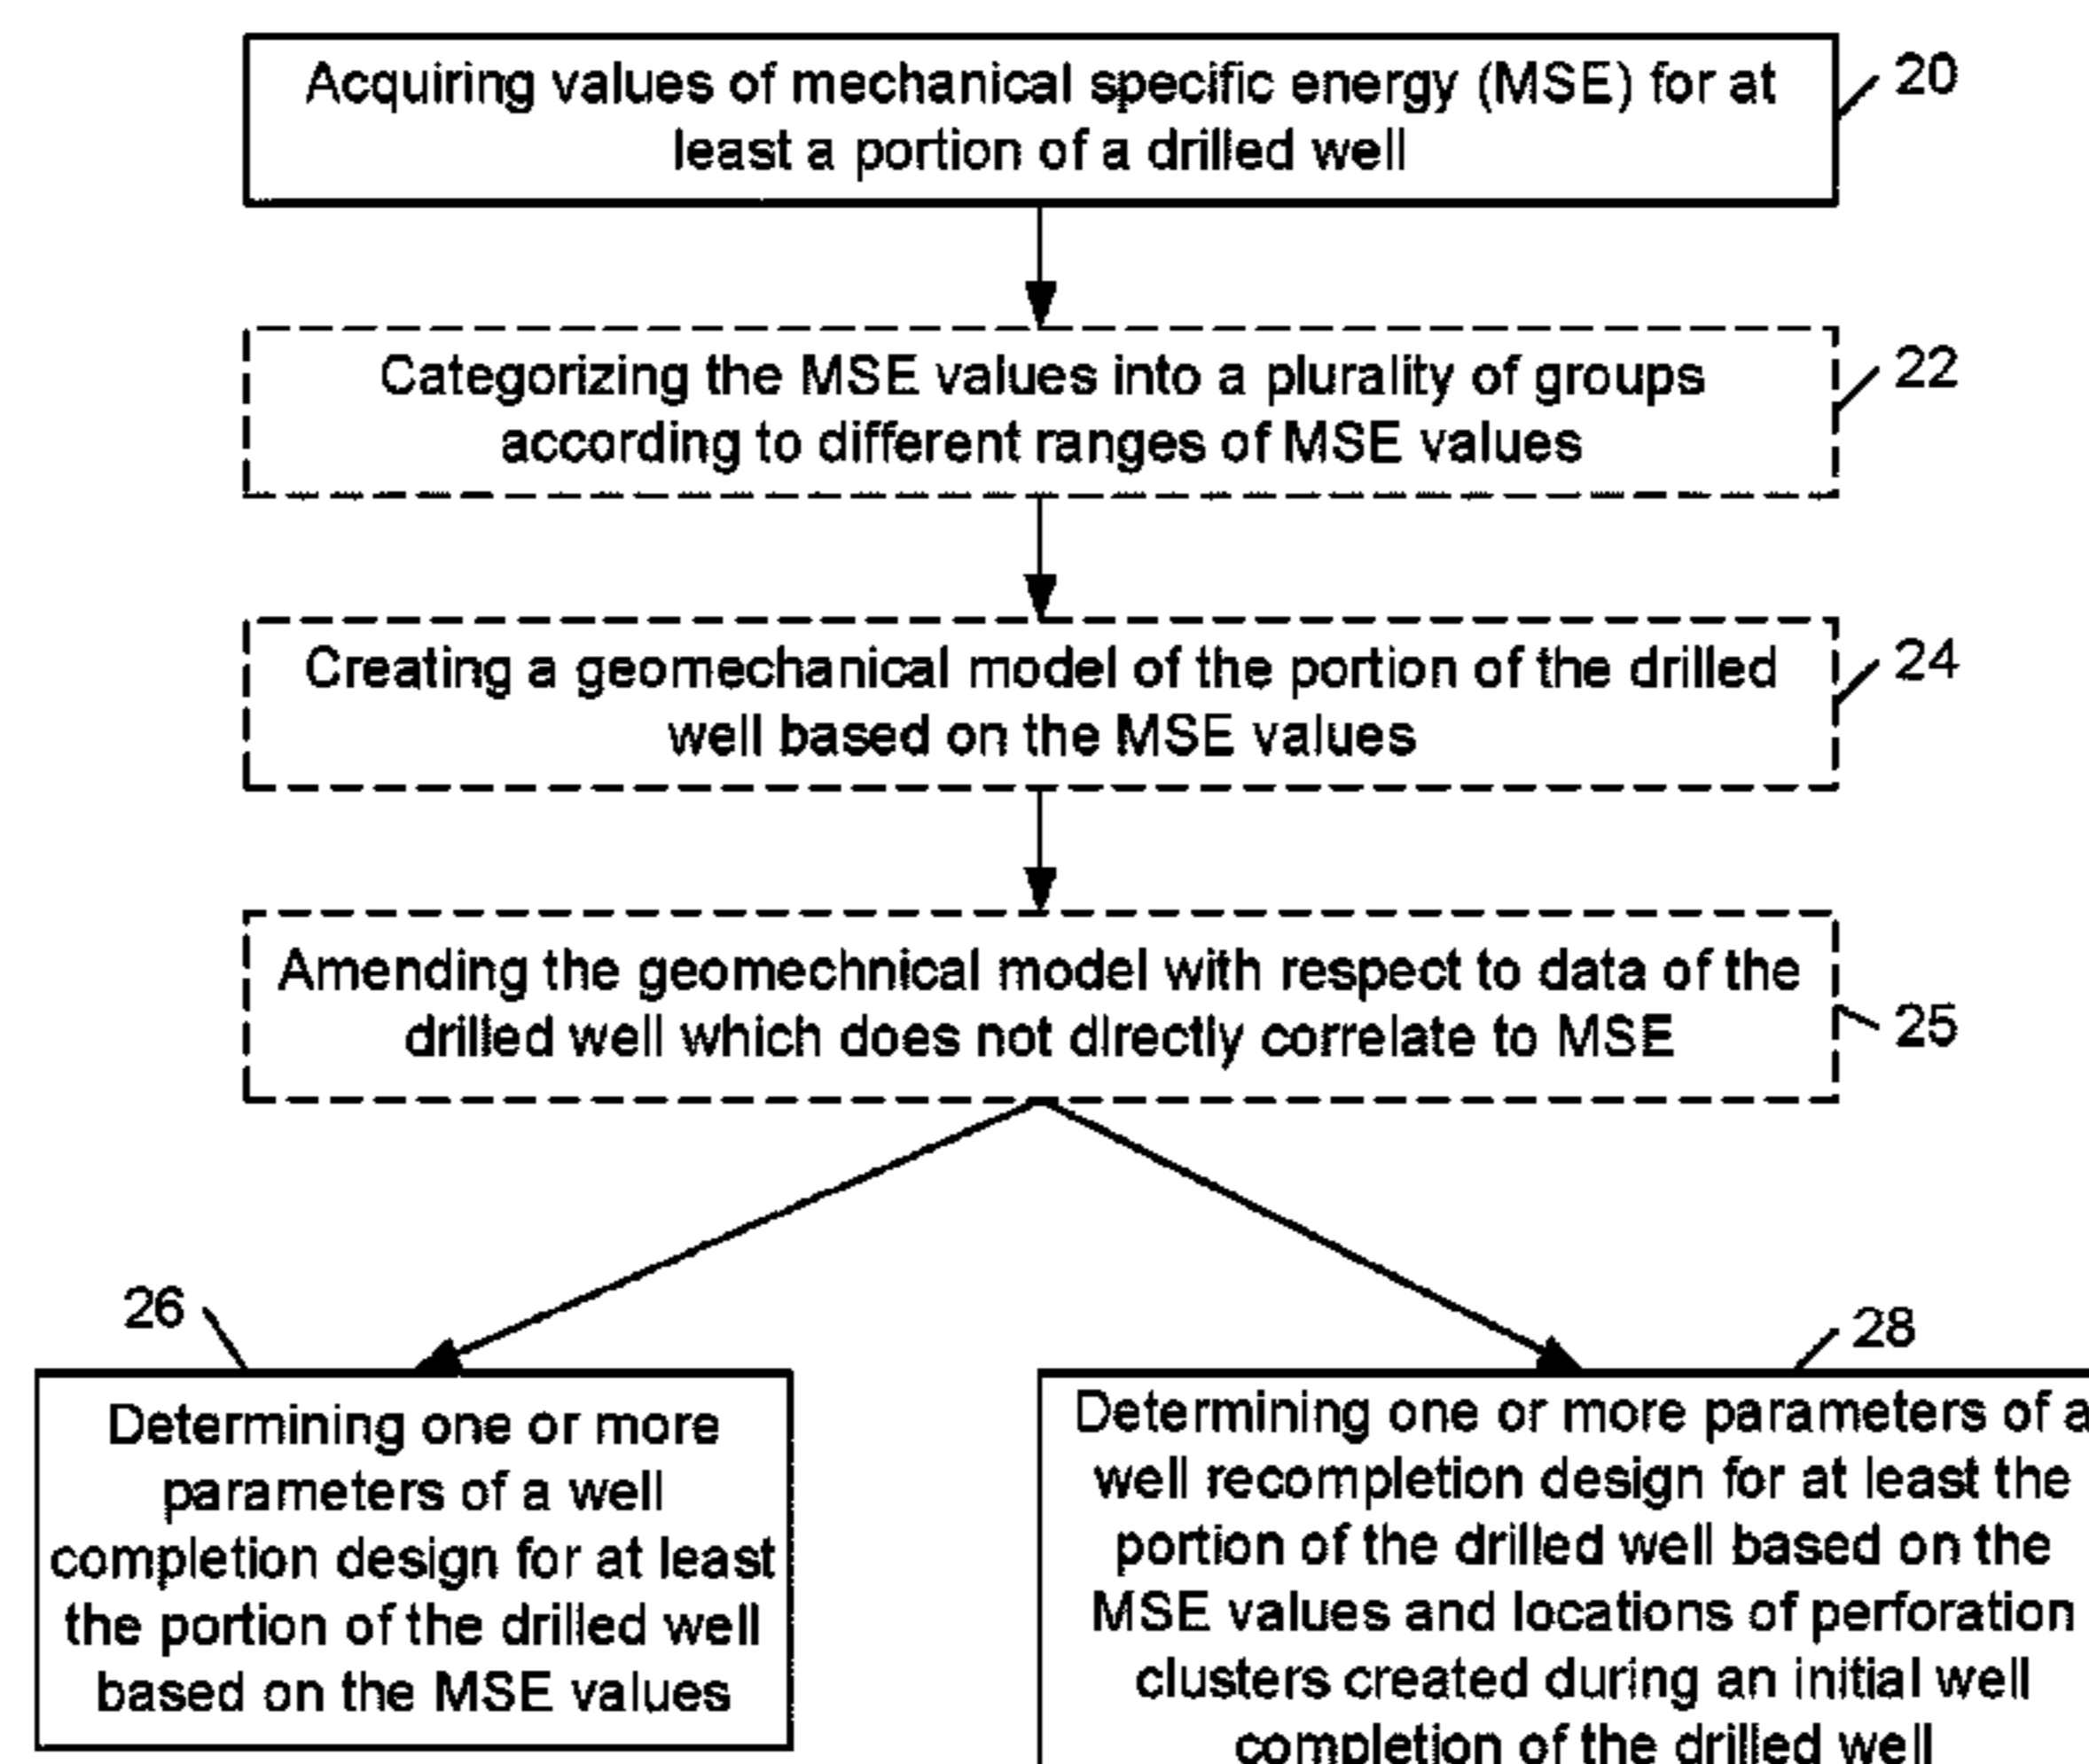 Acquiring values of mechanical specific energy (MSE) for at
least a portion of a drilled well
20
Categorizing the MSE values into a plurality of groups
according to different ranges of MSE values
22
Creating a geomechanical model of the portion of the drilled
well based on the MSE values
24
Amending the geomechnical model with respect to data of the
drilled well which does not directly correlate to MSE
25
26
Determining one or more
parameters of a well
completion design for at least
the portion of the drilled well
based on the MSE values
28
Determining one or more parameters of a
well recompletion design for at least the
portion of the drilled well based on the
MSE values and locations of perforation
clusters created during an initial well
completion of the drilled well